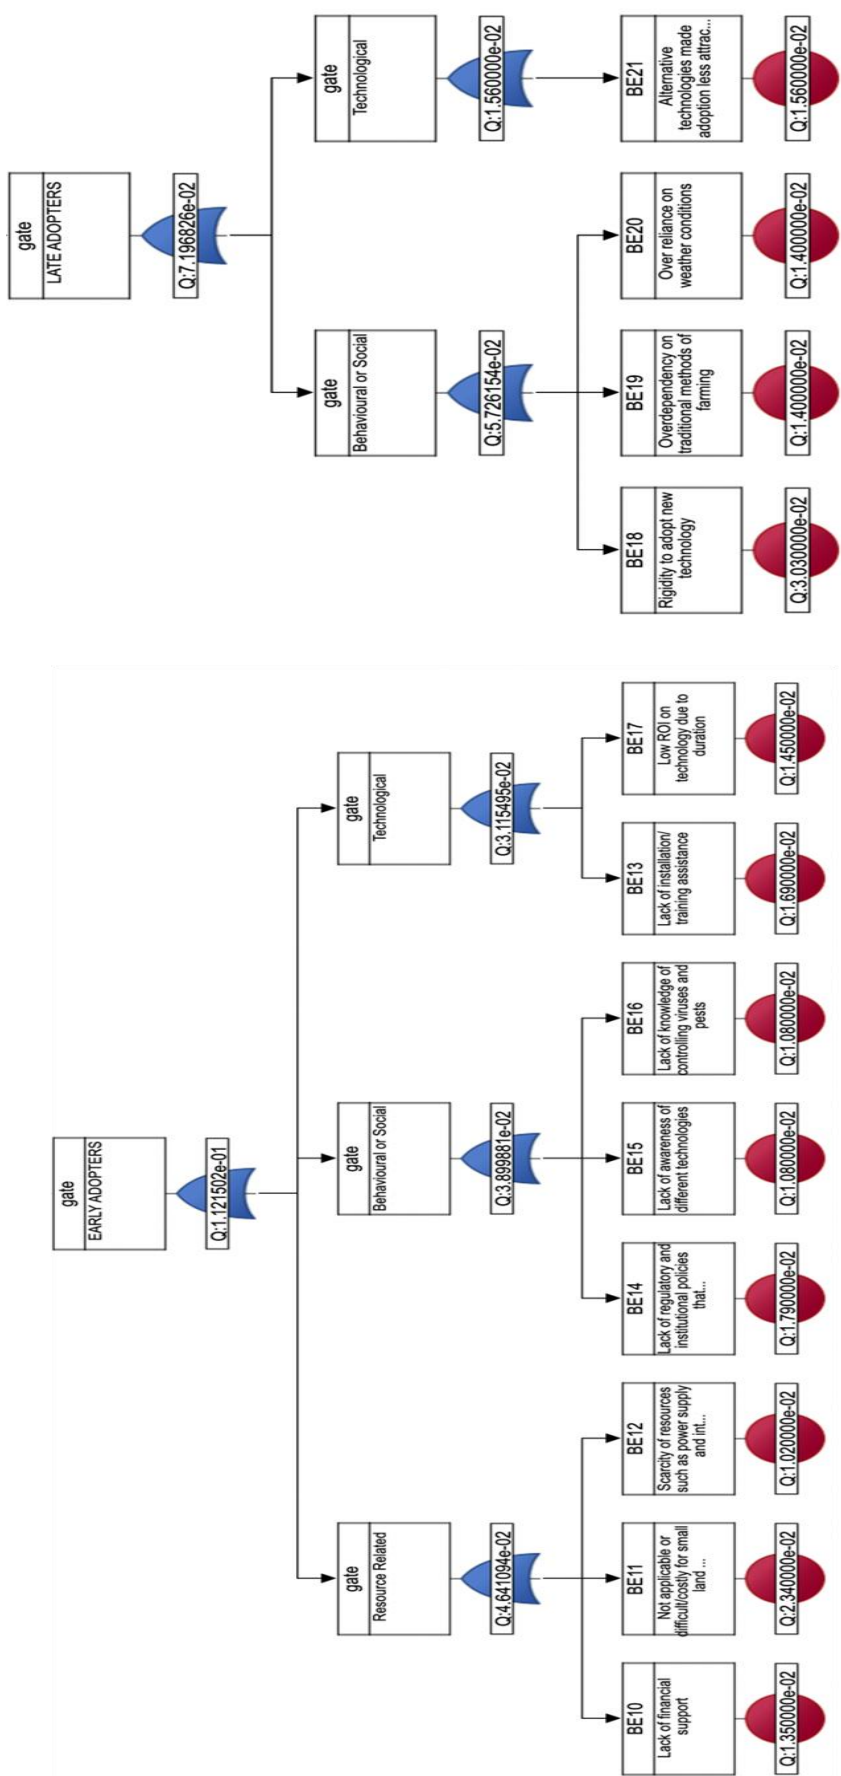 gate
EARLY ADOPTERS
Q:1.121502e-01
gate
Resource Related
Q:4.641094e-02
gate
Behavioural or Social
Q:3.899881e-02
gate
Technological
Q:3.115495e-02
BE10
Lack of financial
support
Q:1.350000e-02
BE11
Not applicable or
difficult/costly for small
land ...
Q:2.340000e-02
BE12
Scarcity of resources
such as power supply
and int...
Q:1.020000e-02
BE14
Lack of regulatory and
institutional policies
that...
Q:1.790000e-02
BE15
Lack of awareness of
different technologies
Q:1.080000e-02
BE16
Lack of knowledge of
controlling viruses and
pests
Q:1.080000e-02
BE13
Lack of installation/
training assistance
Q:1.690000e-02
BE17
Low ROI on
technology due to
duration
Q:1.450000e-02
gate
LATE ADOPTERS
Q:7.196826e-02
gate
Behavioural or Social
Q:5.726154e-02
gate
Technological
Q:1.560000e-02
BE18
Rigidity to adopt new
technology
Q:3.030000e-02
BE19
Overdependency on
traditional methods of
farming
Q:1.400000e-02
BE20
Over reliance on
weather conditions
Q:1.400000e-02
BE21
Alternative
technologies made
adoption less attrac...
Q:1.560000e-02